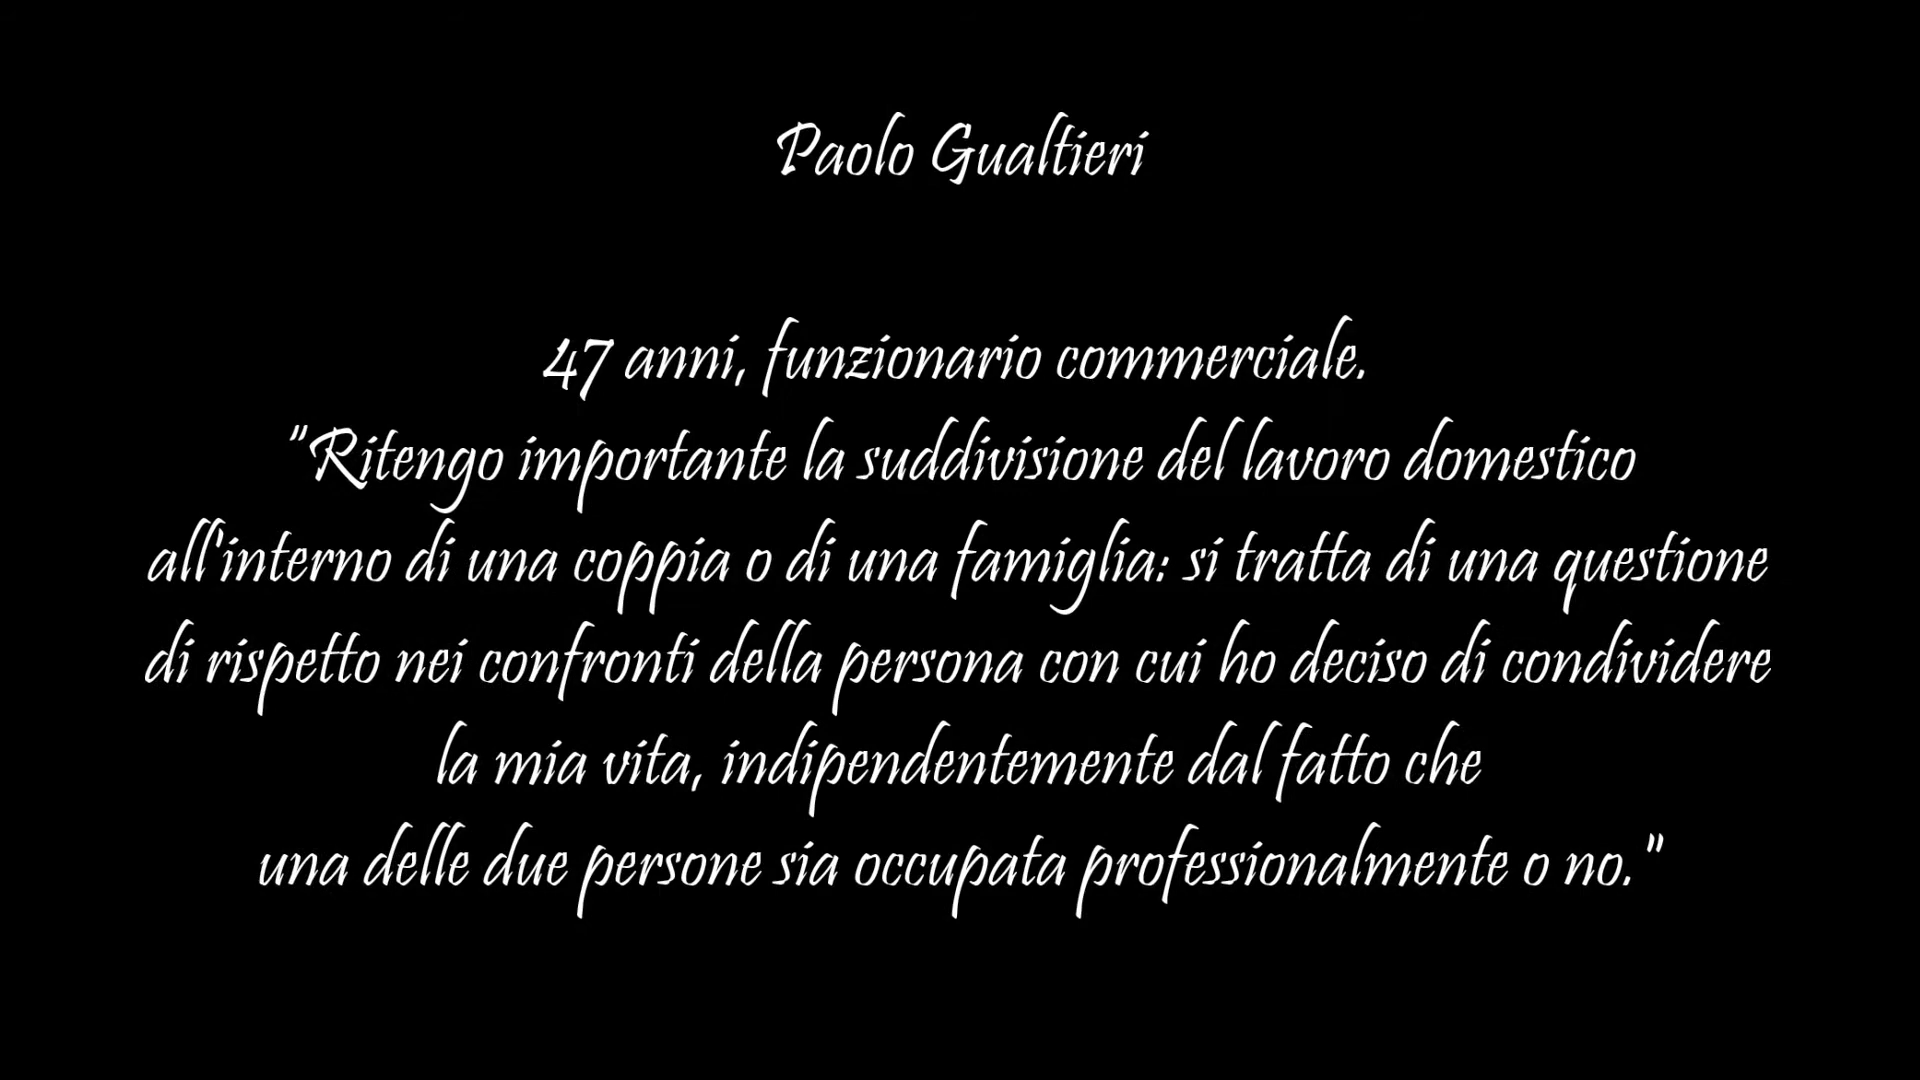 Paolo Gualtieri
47 anni, funzionario commerciale.
"Ritengo importante la suddivisione del lavoro domestico
all'interno di una coppia o di una famiglia: si tratta di una questione
di rispetto nei confronti della persona con cui ho deciso di condividere
la mia vita, indipendentemente dal fatto che
una delle due persone sia occupata professionalmente o no."